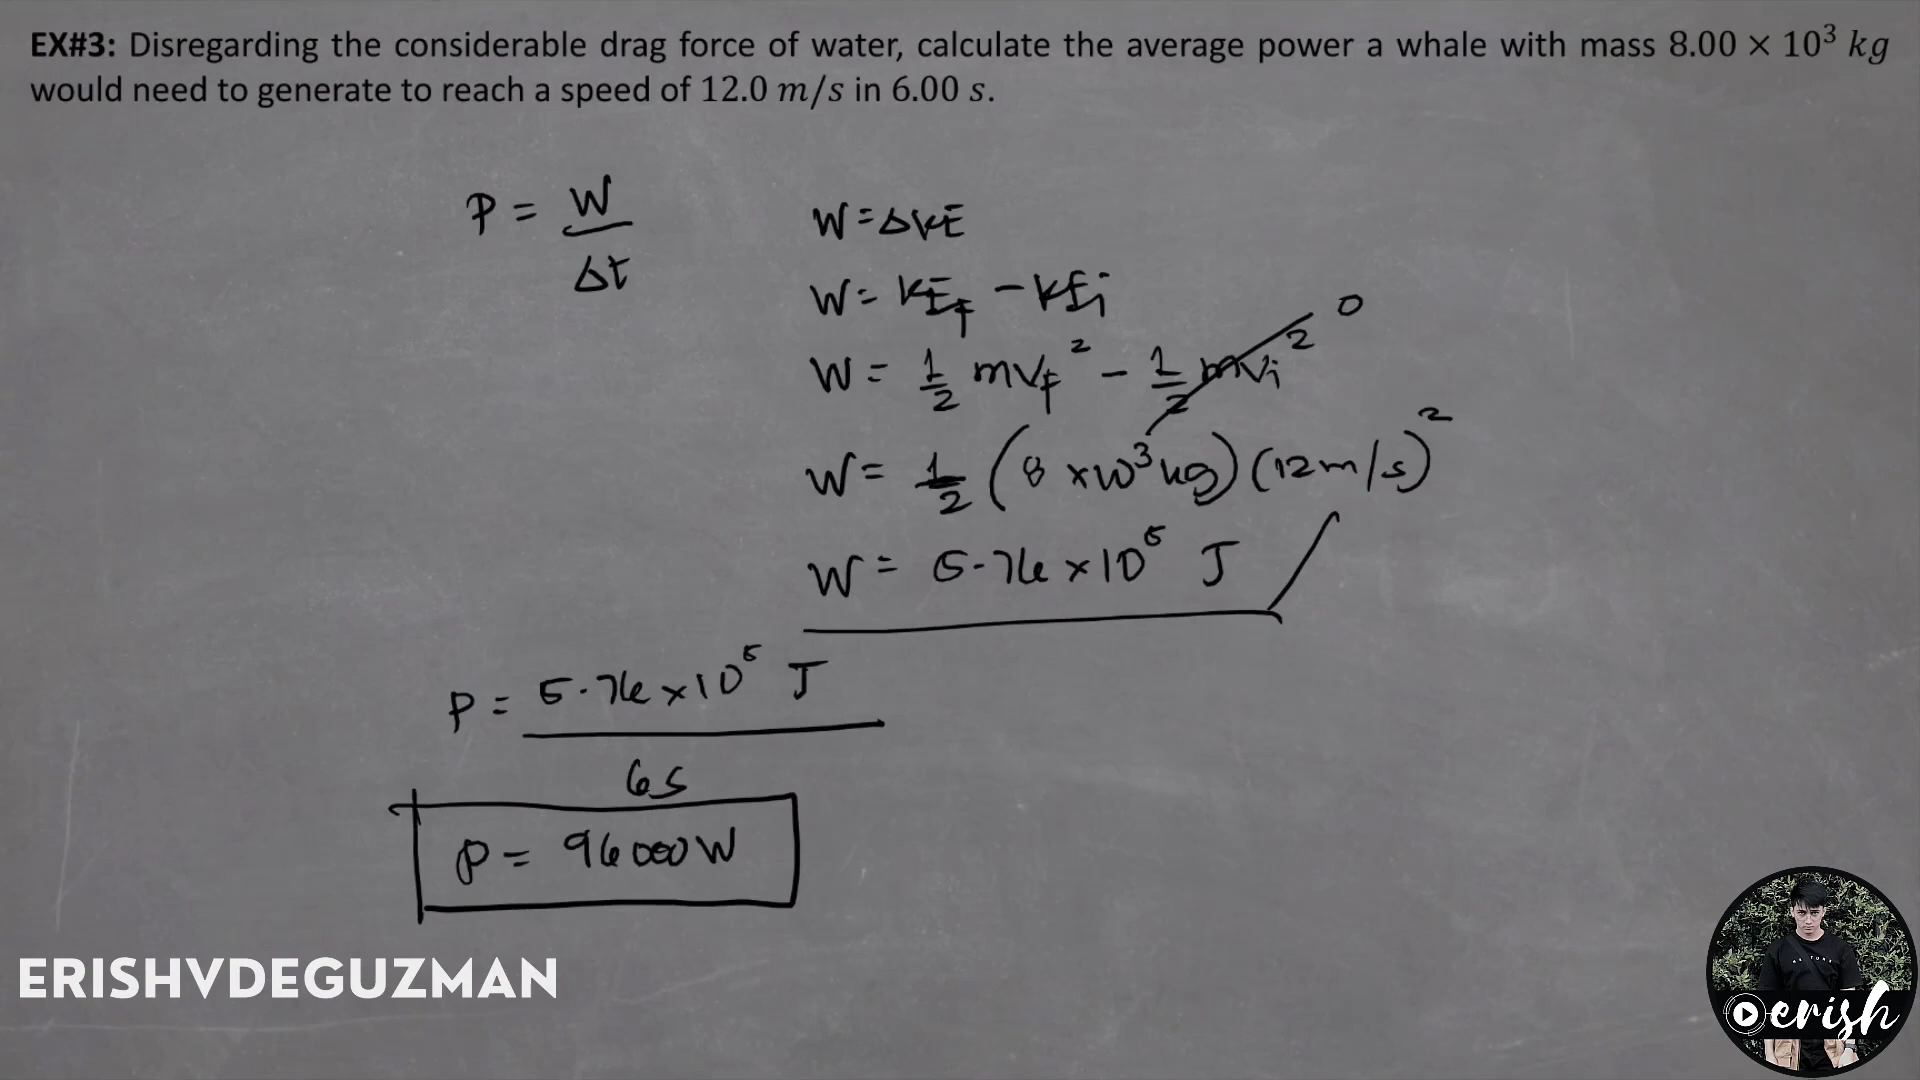 EX#3: Disregarding the considerable drag force of water, calculate the average power a whale with mass 8.00 × 10³ kg
would need to generate to reach a speed of 12.0 m/s in 6.00 s.
P = W/Δt
W = ΔKE
W = KEf - KEi
W = 1/2 mvf² - 1/2 mvi² 0
W = 1/2 (8 x10³ kg) (12 m/s)²
W = 5.76 x 10⁵ J
P = 5.76 x 10⁵ J / 6s
P = 96000 W
ERISHVDEGUZMAN
erish